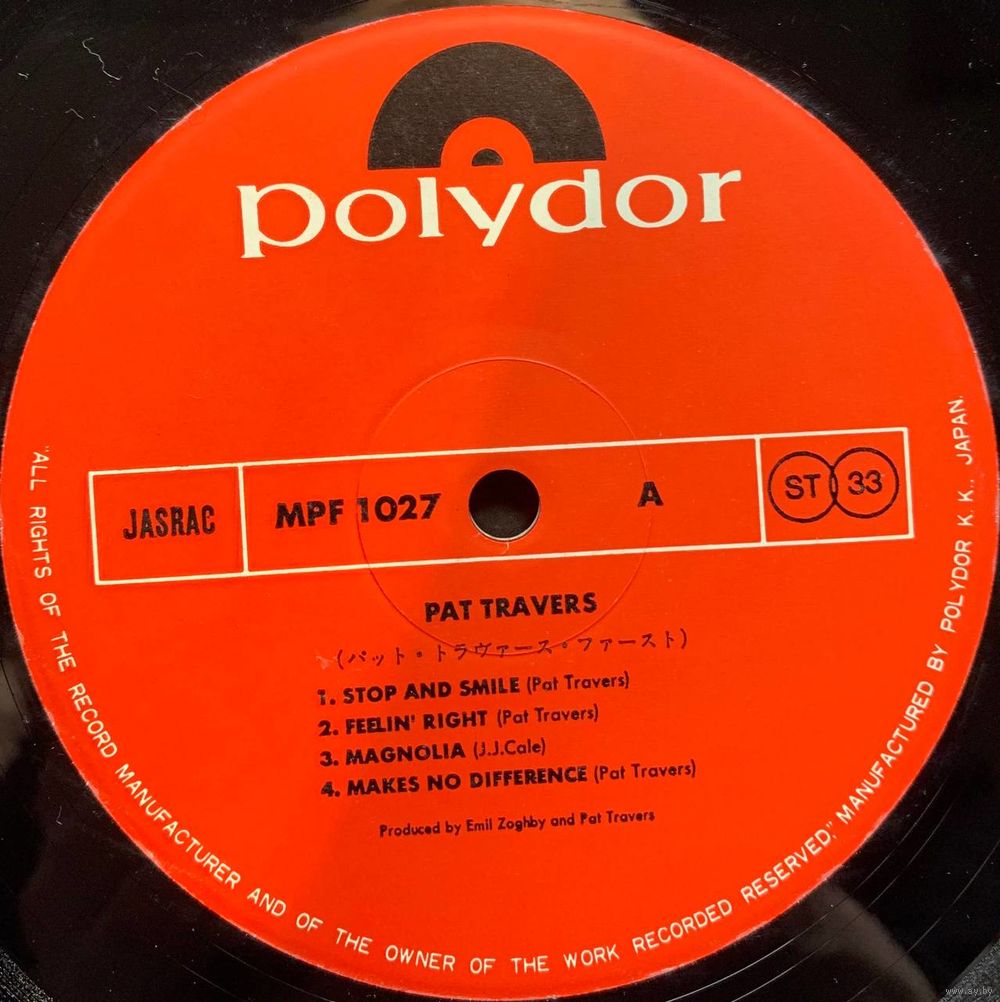 polydor
JASRAC MPF 1027 A ST 33
PAT TRAVERS
(パット・トラヴァース・ファースト)
1. STOP AND SMILE (Pat Travers)
2. FEELIN' RIGHT (Pat Travers)
3. MAGNOLIA (J.J.Cale)
4. MAKES NO DIFFERENCE (Pat Travers)
Produced by Emil Zoghby and Pat Travers
"ALL RIGHTS OF THE RECORD MANUFACTURER AND OF THE OWNER OF THE WORK RECORDED RESERVED," MANUFACTURED BY POLYDOR K. K., JAPAN.
www.ay.by